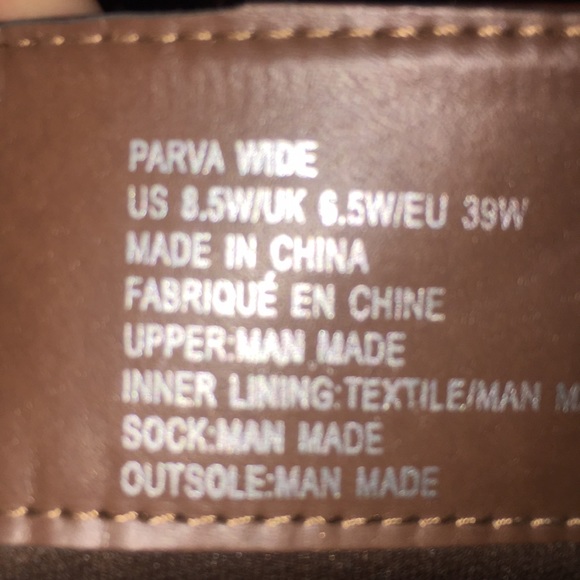 PARVA WIDE
US 8.5W/UK 6.5W/EU 39W
MADE IN CHINA
FABRIQUÉ EN CHINE
UPPER:MAN MADE
INNER LINING:TEXTILE/MAN M
SOCK:MAN MADE
OUTSOLE:MAN MADE